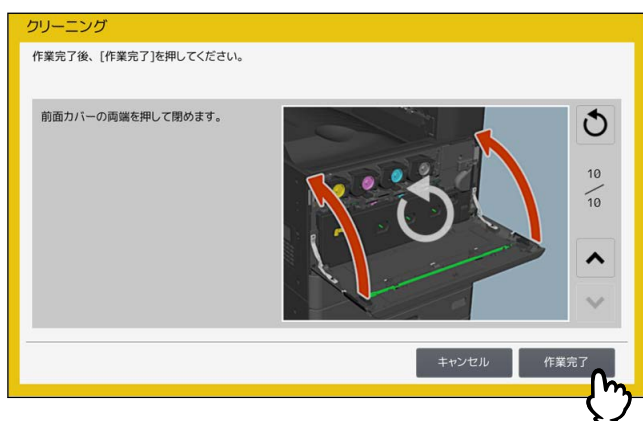 クリーニング
作業完了後、[作業完了]を押してください。
前面カバーの両端を押して閉めます。
10
10
キャンセル
作業完了